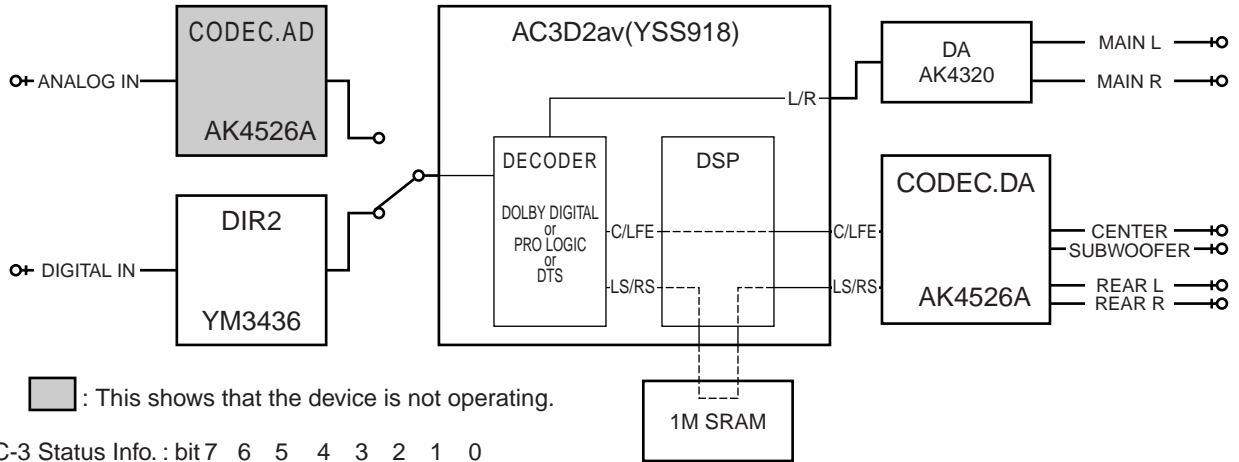 CODEC.AD
AK4526A
ANALOG IN
DIR2
YM3436
DIGITAL IN
AC3D2av(YSS918)
L/R
DECODER
DOLBY DIGITAL
or
PRO LOGIC
or
DTS
DSP
C/LFE
LS/RS
C/LFE
LS/RS
1M SRAM
DA
AK4320
MAIN L
MAIN R
CODEC.DA
AK4526A
CENTER
SUBWOOFER
REAR L
REAR R
: This shows that the device is not operating.
C-3 Status Info. : bit 7 6 5 4 3 2 1 0